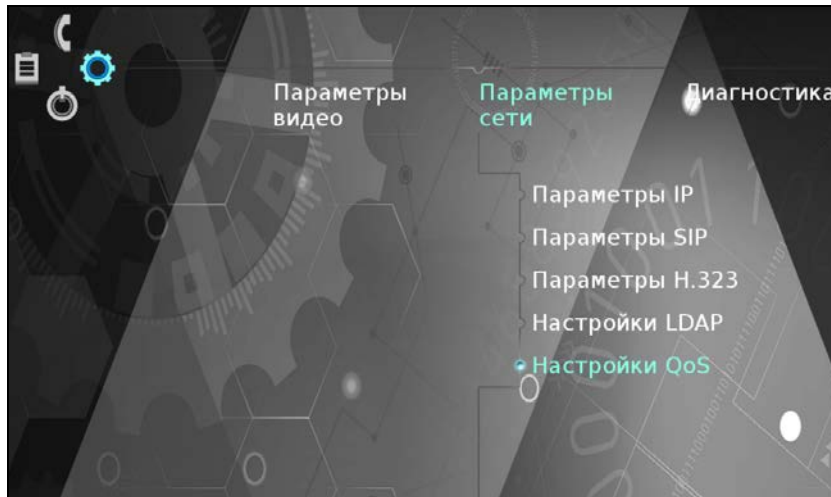 Параметры
видео
Параметры
сети
Диагностика
Параметры IP
Параметры SIP
Параметры H.323
Настройки LDAP
Настройки QoS